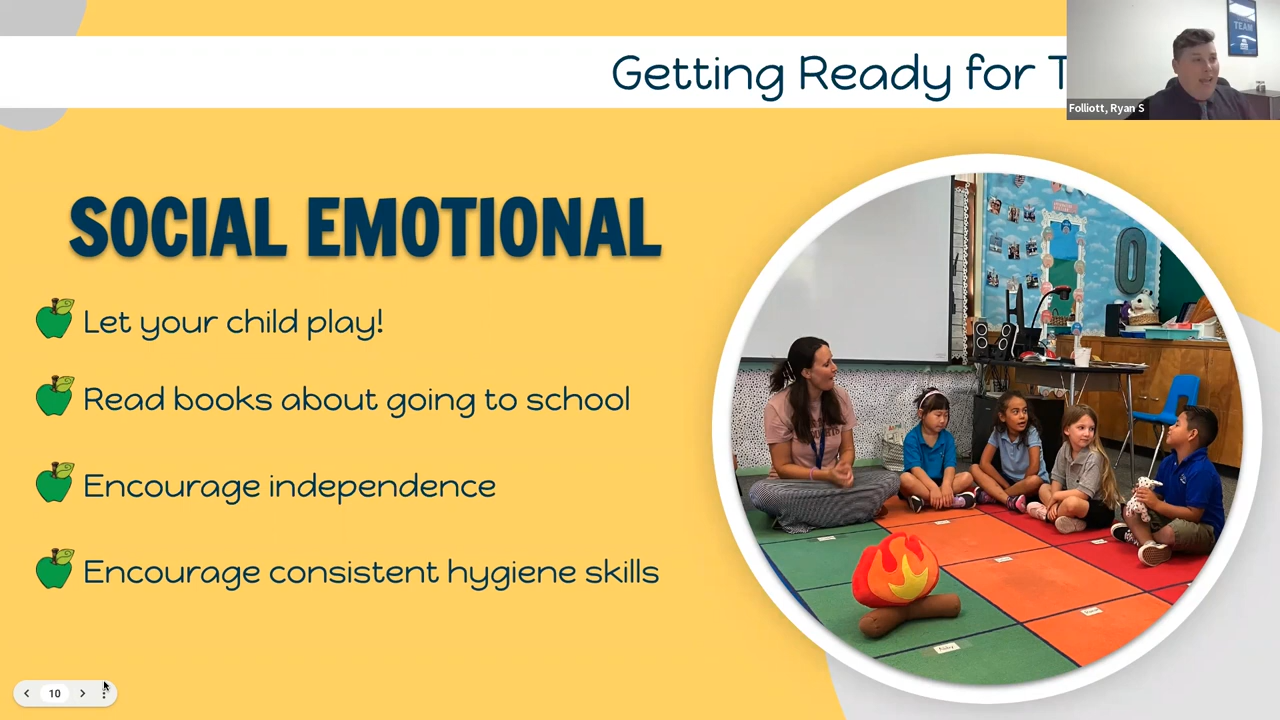 Getting Ready for T
TEAM
Folliott, Ryan S
SOCIAL EMOTIONAL
Let your child play!
Read books about going to school
Encourage independence
Encourage consistent hygiene skills
10